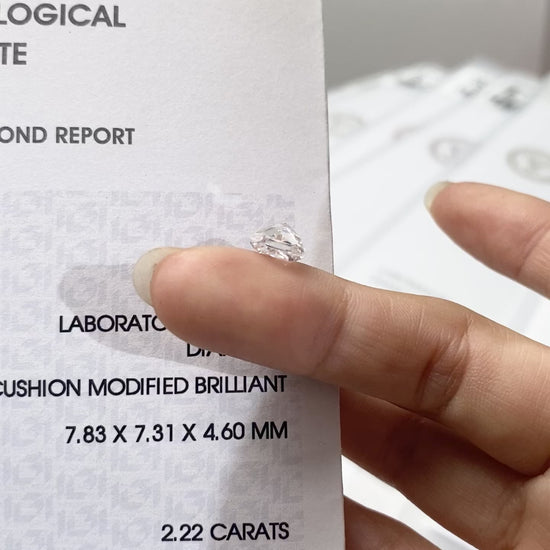 LOGICAL
TE
OND REPORT
LABORATO
DIA
CUSHION MODIFIED BRILLIANT
7.83 X 7.31 X 4.60 MM
2.22 CARATS